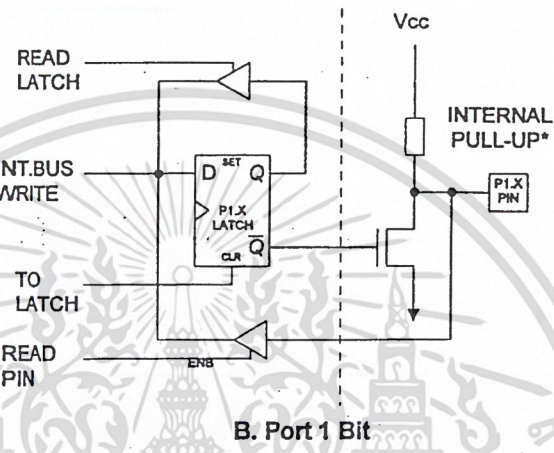 Vcc
READ
LATCH
INTERNAL
PULL-UP*
NT.BUS
WRITE
D SET Q
P1.X
LATCH
Q
CLR
P1.X
PIN
TO
LATCH
READ
PIN
ENB
B. Port 1 Bit